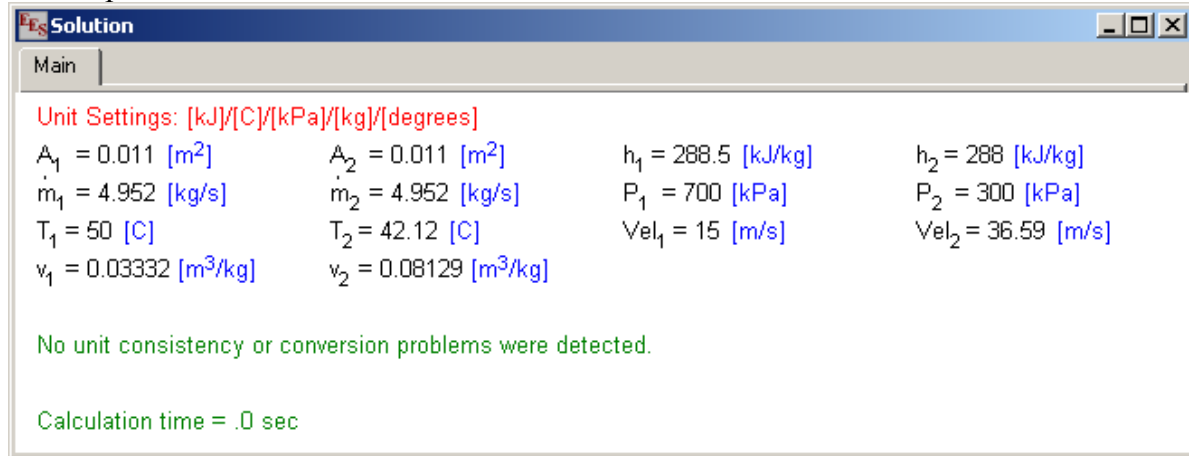 EES Solution
Main
Unit Settings: [kJ]/[C]/[kPa]/[kg]/[degrees]
A₁ = 0.011 [m²] A₂ = 0.011 [m²] h₁ = 288.5 [kJ/kg] h₂ = 288 [kJ/kg]
ṁ₁ = 4.952 [kg/s] ṁ₂ = 4.952 [kg/s] P₁ = 700 [kPa] P₂ = 300 [kPa]
T₁ = 50 [C] T₂ = 42.12 [C] Vel₁ = 15 [m/s] Vel₂ = 36.59 [m/s]
v₁ = 0.03332 [m³/kg] v₂ = 0.08129 [m³/kg]
No unit consistency or conversion problems were detected.
Calculation time = .0 sec